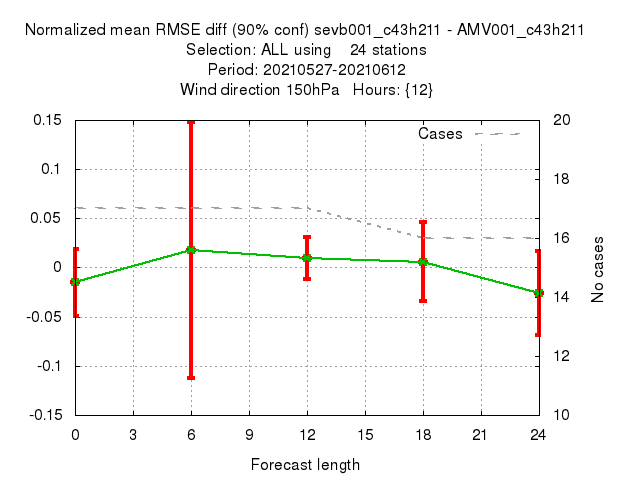 Normalized mean RMSE diff (90% conf) sevb001_c43h211 - AMV001_c43h211
Selection: ALL using 24 stations
Period: 20210527-20210612
Wind direction 150hPa Hours: {12}
Cases
0.15
0.1
0.05
0
-0.05
-0.1
-0.15
20
18
16
14
12
10
No cases
0 3 6 9 12 15 18 21 24
Forecast length